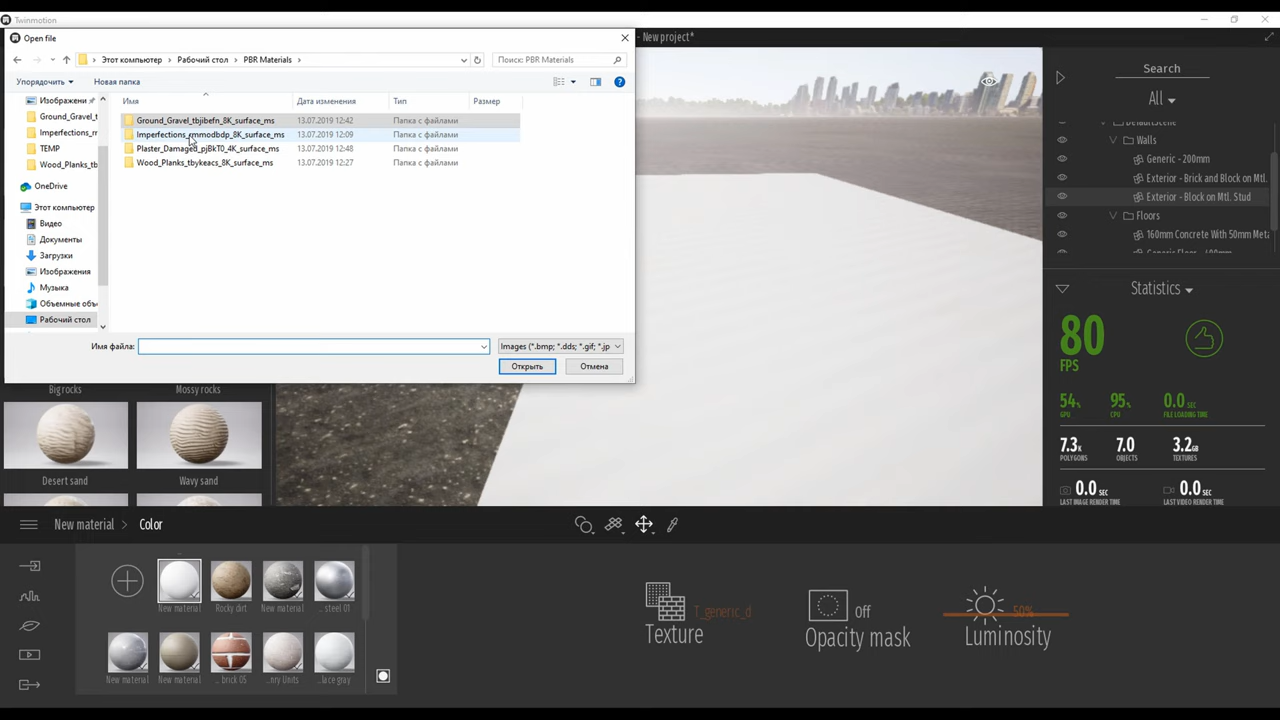 Twinmotion
Open file
- New project*
Этот компьютер
Рабочий стол
PBR Materials
Поиск: PBR Materials
Упорядочить
Новая папка
Имя
Дата изменения
Тип
Размер
Ground_Gravel_tbjibefn_8K_surface_ms 13.07.2019 12:42 Папка с файлами
Imperfections_rmmodbdp_8K_surface_ms 13.07.2019 12:09 Папка с файлами
Plaster_Damaged_pjBkT0_4K_surface_ms 13.07.2019 12:48 Папка с файлами
Wood_Planks_tbykeacs_8K_surface_ms 13.07.2019 12:27 Папка с файлами
Изображени
Ground_Gravel_t
Imperfections_rm
TEMP
Wood_Planks_tb
OneDrive
Этот компьютер
Видео
Документы
Загрузки
Изображения
Музыка
Объемные объ
Рабочий стол
Имя файла:
Images (*.bmp; *.dds; *.gif; *.jp
Открыть
Отмена
Search
All
Walls
Generic - 200mm
Exterior - Brick and Block on Mtl.
Exterior - Block on Mtl. Stud
Floors
160mm Concrete With 50mm Meta
Statistics
80
FPS
54% 95% 0.0 SEC
GPU CPU FILE LOADING TIME
7.3K 7.0 3.2GB
POLYGONS OBJECTS TEXTURES
0.0 SEC 0.0 SEC
LAST IMAGE RENDER TIME LAST VIDEO RENDER TIME
Big rocks
Mossy rocks
Desert sand
Wavy sand
New material
Color
New material
Rocky dirt
New material
... steel 01
New material
New material
... brick 05
...nry Units
...lace gray
T_generic_d
Texture
Off
Opacity mask
50%
Luminosity